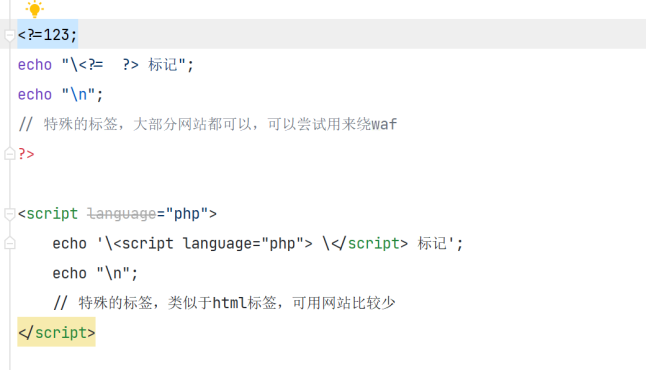 <?=123;
echo "\<?=  ?> 标记";
echo "\n";
// 特殊的标签，大部分网站都可以，可以尝试用来绕waf
?>
<script language="php">
    echo '\<script language="php"> \</script> 标记';
    echo "\n";
    // 特殊的标签，类似于html标签，可用网站比较少
</script>